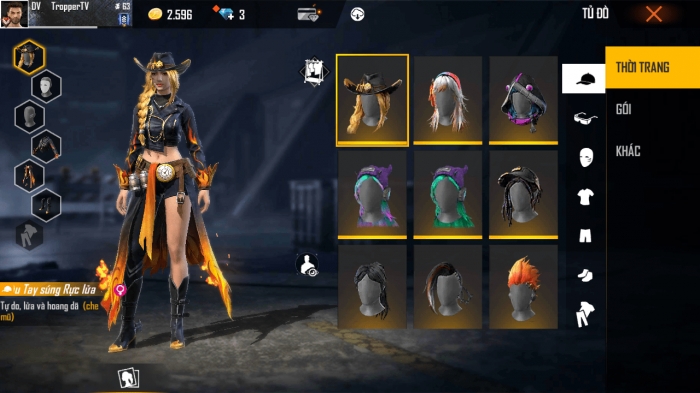 DV TropperTV # 63
2.596
3
TỦ ĐỒ
THỜI TRANG
GÓI
KHÁC
u Tay súng Rực lửa
Tự do, lửa và hoang dã (che
mũ)